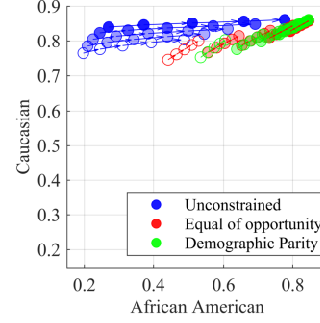 0.9
0.8
0.7
0.6
0.5
0.4
0.3
0.2
Caucasian
Unconstrained
Equal of opportunity
Demographic Parity
0.2 0.4 0.6 0.8
African American